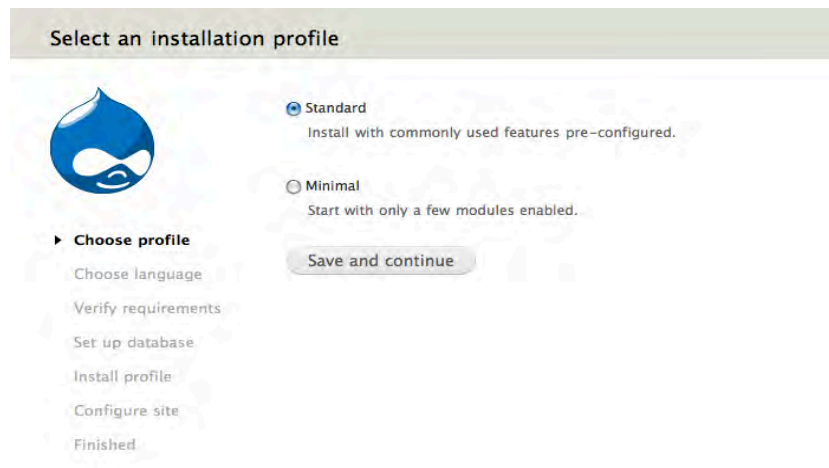 Select an installation profile
Standard
Install with commonly used features pre-configured.
Minimal
Start with only a few modules enabled.
Save and continue
Choose profile
Choose language
Verify requirements
Set up database
Install profile
Configure site
Finished